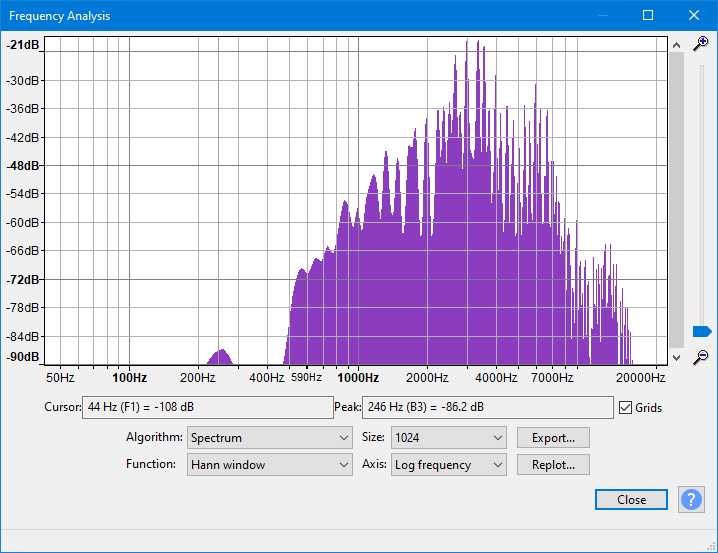 Frequency Analysis
-21dB
-30dB
-36dB
-42dB
-48dB
-54dB
-60dB
-66dB
-72dB
-78dB
-84dB
-90dB
50Hz 100Hz 200Hz 400Hz 590Hz 1000Hz 2000Hz 4000Hz 7000Hz 20000Hz
Cursor: 44 Hz (F1) = -108 dB Peak: 246 Hz (B3) = -86.2 dB Grids
Algorithm: Spectrum Size: 1024 Export...
Function: Hann window Axis: Log frequency Replot...
Close ?